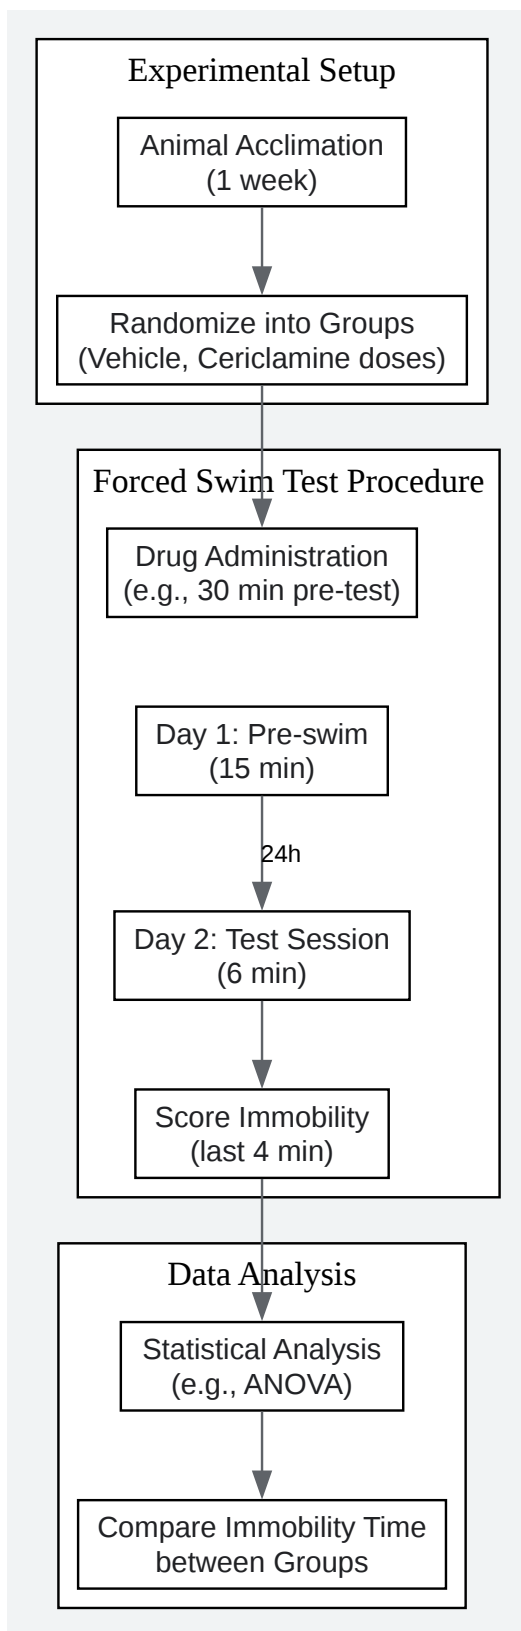 Experimental Setup
Animal Acclimation
(1 week)
Randomize into Groups
(Vehicle, Cericlamine doses)
Forced Swim Test Procedure
Drug Administration
(e.g., 30 min pre-test)
Day 1: Pre-swim
(15 min)
24h
Day 2: Test Session
(6 min)
Score Immobility
(last 4 min)
Data Analysis
Statistical Analysis
(e.g., ANOVA)
Compare Immobility Time
between Groups